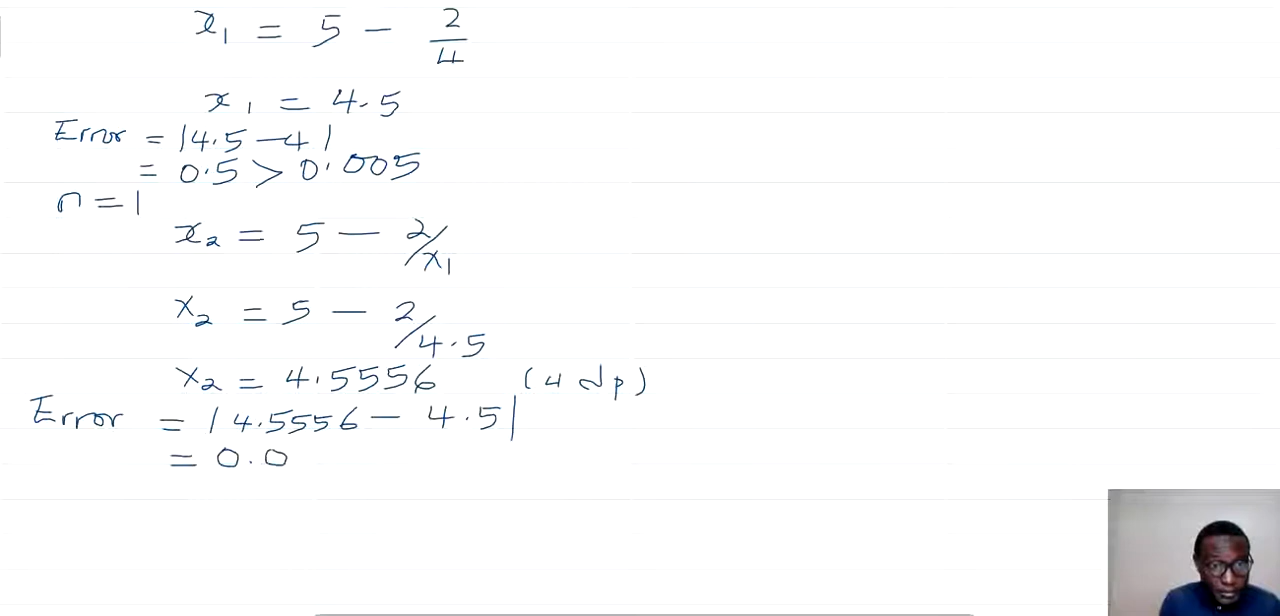 x₁ = 5 - 2/4
x₁ = 4.5
Error = |4.5 - 4|
= 0.5 > 0.005
n = 1
x₂ = 5 - 2/x₁
x₂ = 5 - 2/4.5
x₂ = 4.5556 (4 dp)
Error = |4.5556 - 4.5|
= 0.0